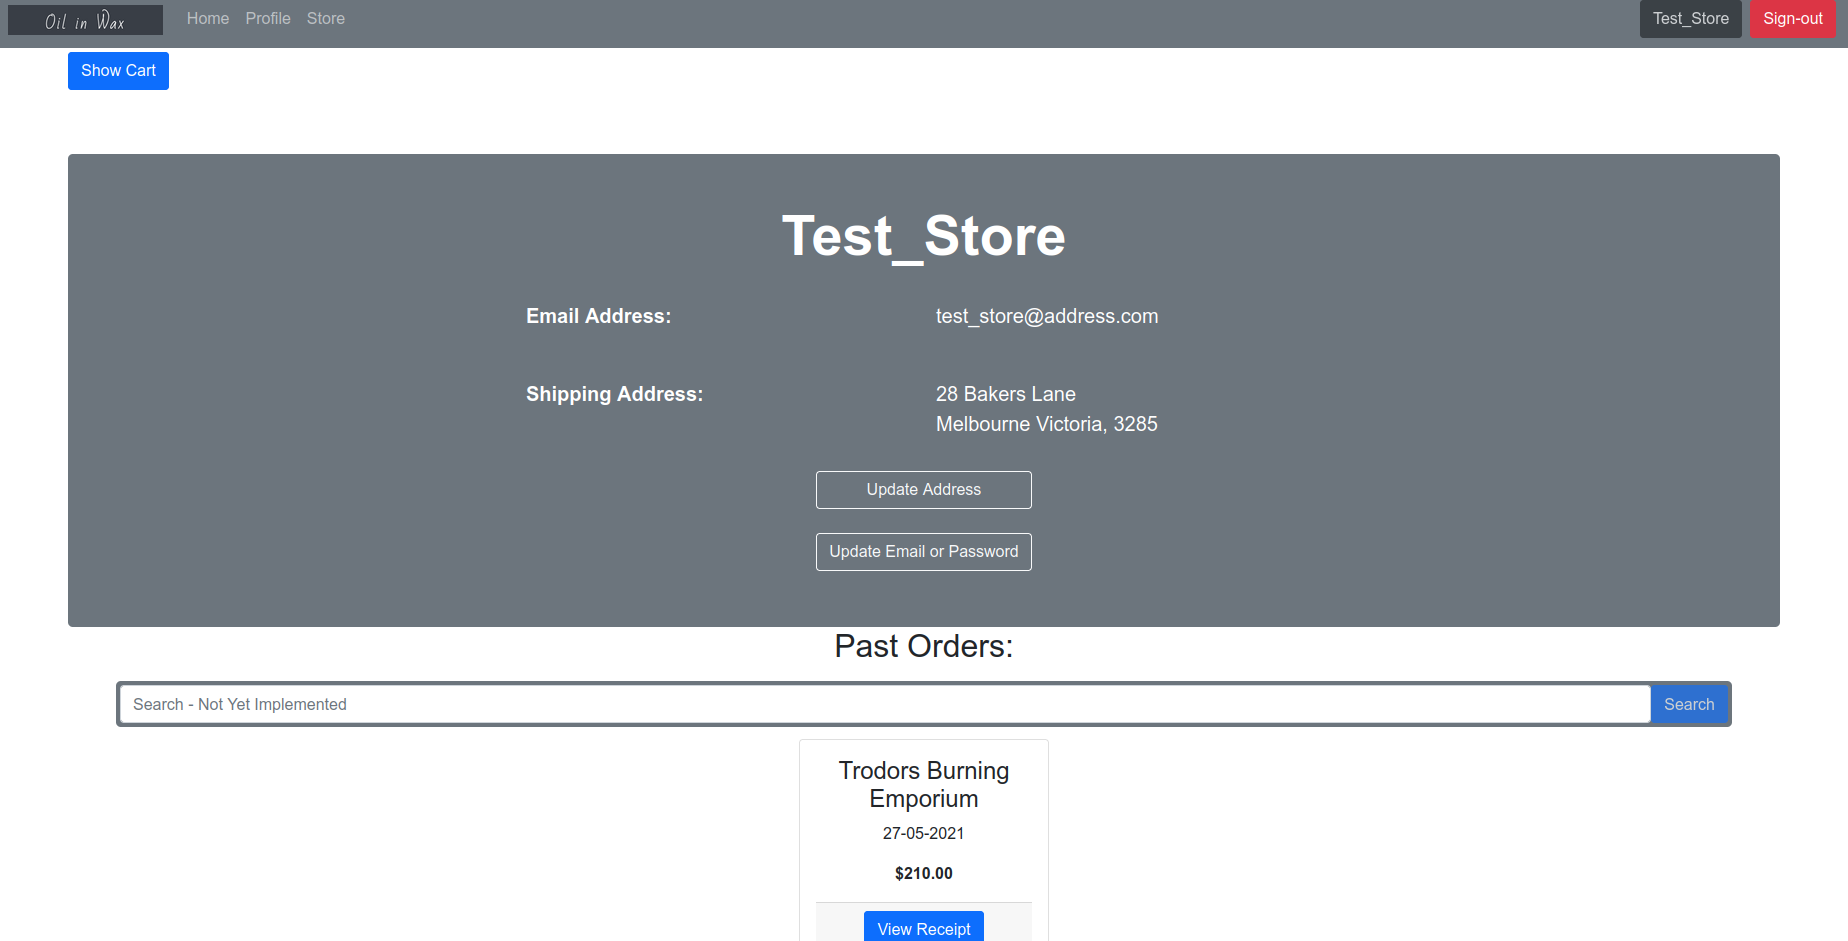 Oil in Wax
Home Profile Store
Test_Store Sign-out
Show Cart
Test_Store
Email Address: test_store@address.com
Shipping Address: 28 Bakers Lane
Melbourne Victoria, 3285
Update Address
Update Email or Password
Past Orders:
Search - Not Yet Implemented Search
Trodors Burning
Emporium
27-05-2021
$210.00
View Receipt